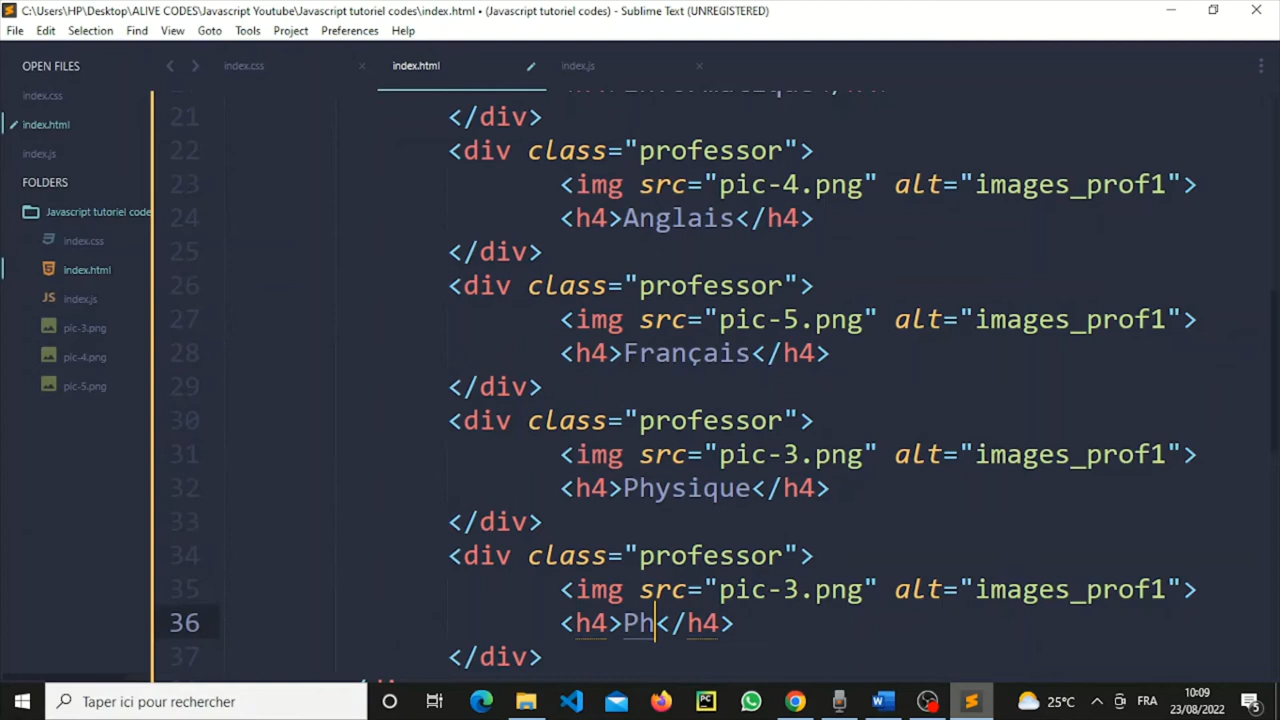 C:\Users\HP\Desktop\ALIVE CODES\Javascript Youtube\Javascript tutoriel codes\index.html • (Javascript tutoriel codes) - Sublime Text (UNREGISTERED)
File Edit Selection Find View Goto Tools Project Preferences Help
OPEN FILES
index.css
index.html
index.js
FOLDERS
Javascript tutoriel code
index.css
index.html
JS index.js
pic-3.png
pic-4.png
pic-5.png
index.css × index.html index.js ×
21 </div>
22 <div class="professor">
23 <img src="pic-4.png" alt="images_prof1">
24 <h4>Anglais</h4>
25 </div>
26 <div class="professor">
27 <img src="pic-5.png" alt="images_prof1">
28 <h4>Français</h4>
29 </div>
30 <div class="professor">
31 <img src="pic-3.png" alt="images_prof1">
32 <h4>Physique</h4>
33 </div>
34 <div class="professor">
35 <img src="pic-3.png" alt="images_prof1">
36 <h4>Ph</h4>
37 </div>
Taper ici pour rechercher
PC
W
25°C
FRA
10:09
23/08/2022
5